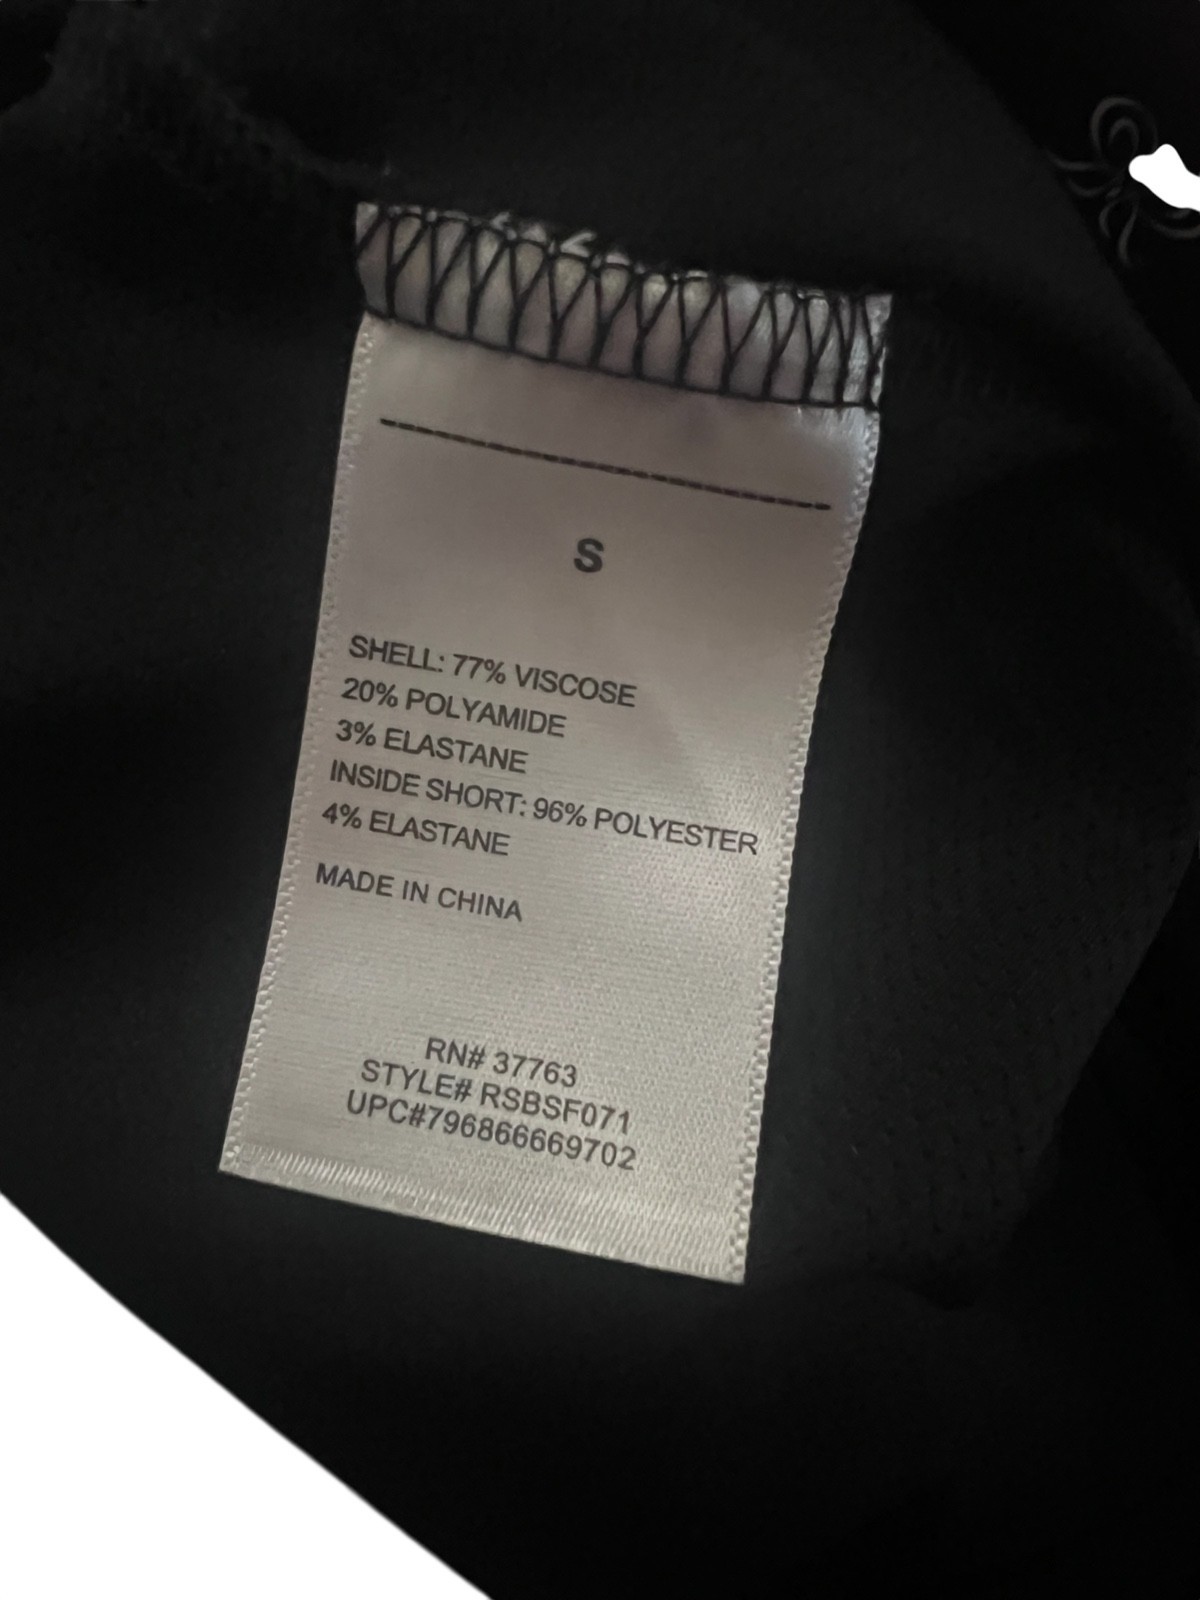 S
SHELL: 77% VISCOSE
20% POLYAMIDE
3% ELASTANE
INSIDE SHORT: 96% POLYESTER
4% ELASTANE
MADE IN CHINA
RN# 37763
STYLE# RSBSF071
UPC#796866669702